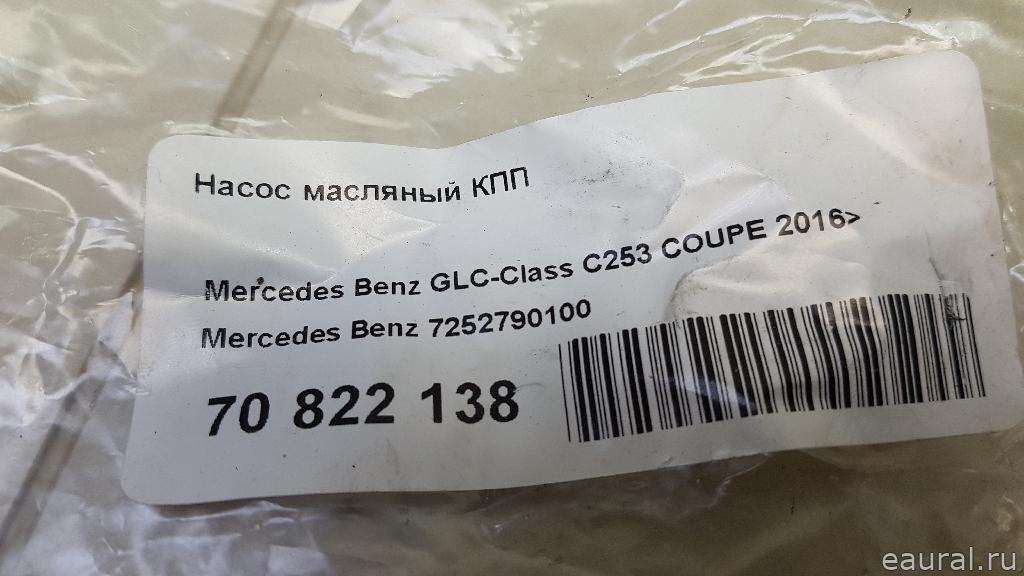 Насос масляный КПП
Mercedes Benz GLC-Class C253 COUPE 2016>
Mercedes Benz 7252790100
70 822 138
eaural.ru